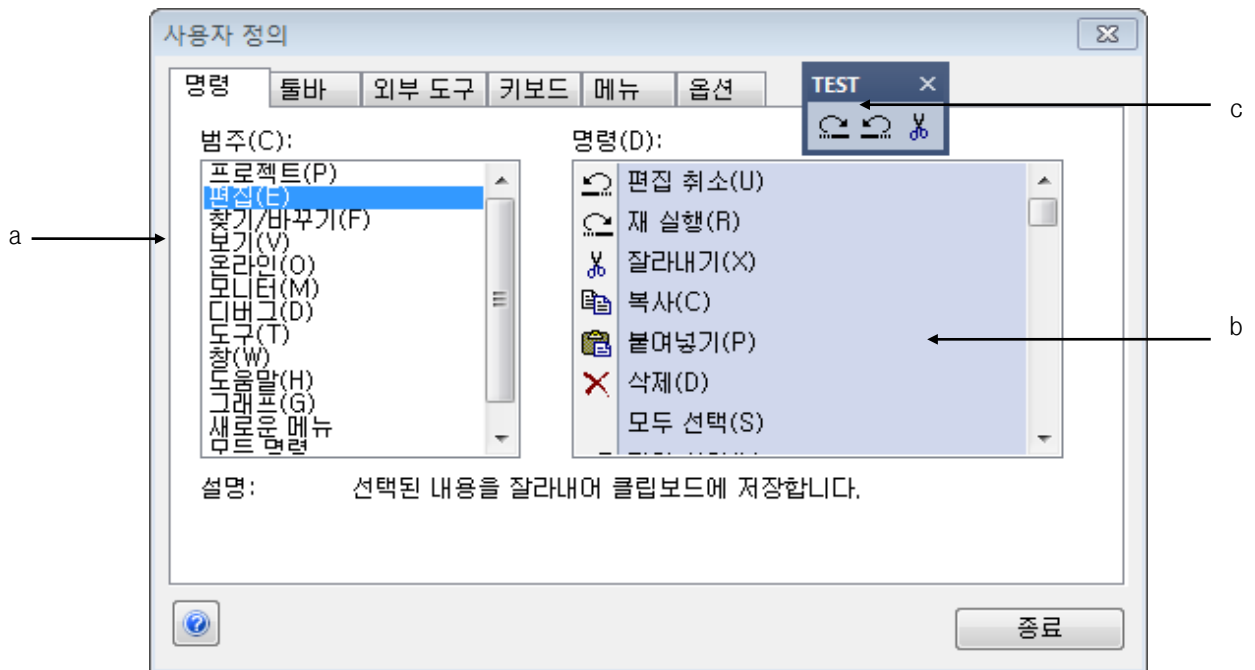 사용자 정의
명령 툴바 외부 도구 키보드 메뉴 옵션
TEST
c
범주(C):
프로젝트(P)
편집(E)
찾기/바꾸기(F)
보기(V)
온라인(O)
모니터(M)
디버그(D)
도구(T)
창(W)
도움말(H)
그래프(G)
새로운 메뉴
모든 명령
a
명령(D):
편집 취소(U)
재 실행(R)
잘라내기(X)
복사(C)
붙여넣기(P)
삭제(D)
모두 선택(S)
b
설명: 선택된 내용을 잘라내어 클립보드에 저장합니다.
종료